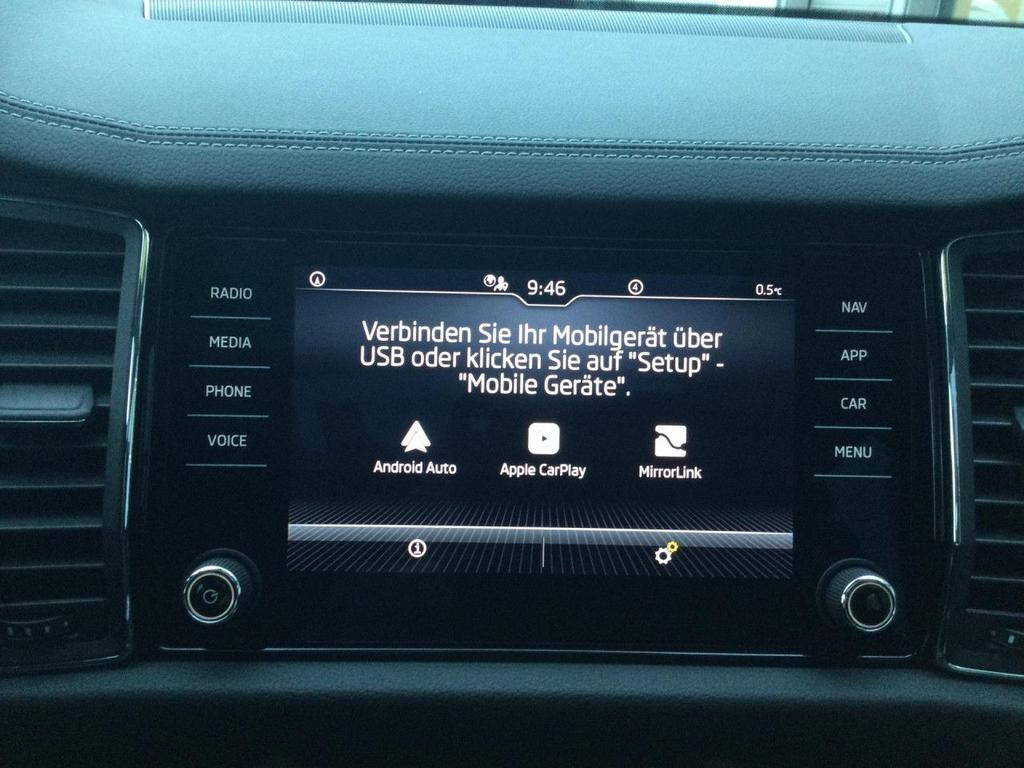 9:46
4
0.5°C
RADIO
MEDIA
PHONE
VOICE
Verbinden Sie Ihr Mobilgerät über
USB oder klicken Sie auf "Setup" -
"Mobile Geräte".
Android Auto
Apple CarPlay
MirrorLink
NAV
APP
CAR
MENU